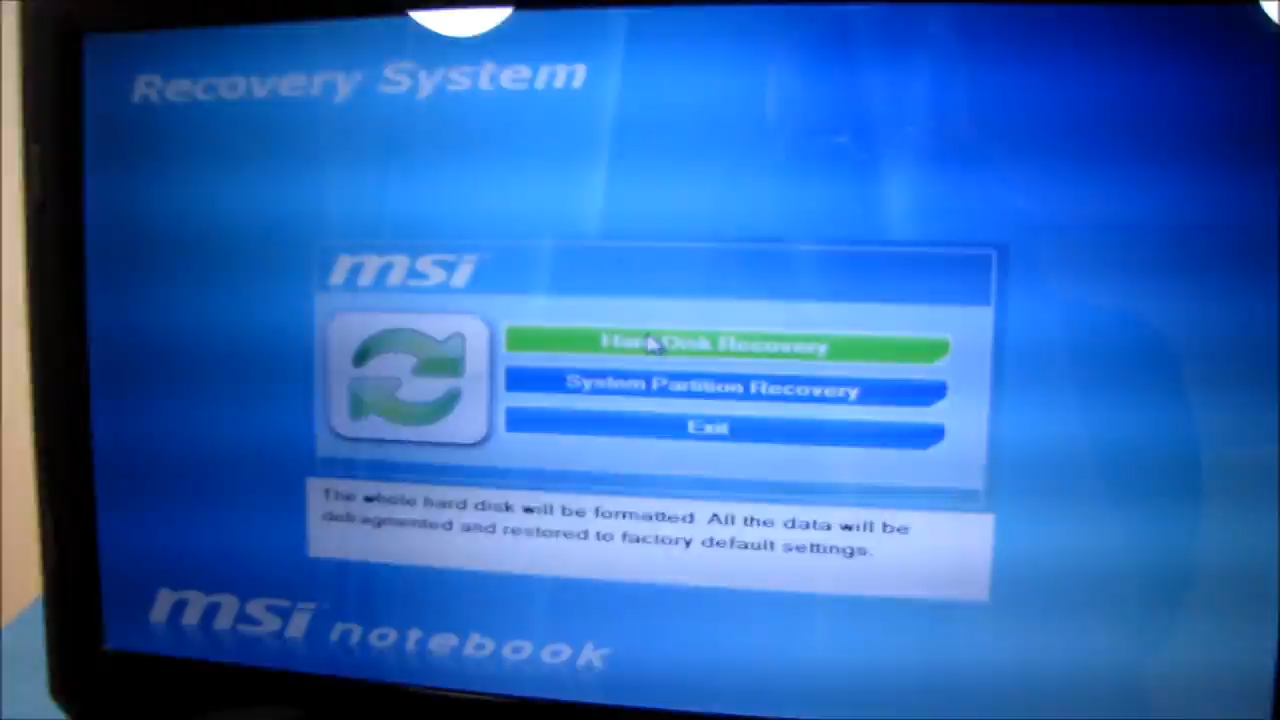 Recovery System
msi
Hard Disk Recovery
System Partition Recovery
Exit
The whole hard disk will be formatted. All the data will be
defragmented and restored to factory default settings.
msi notebook